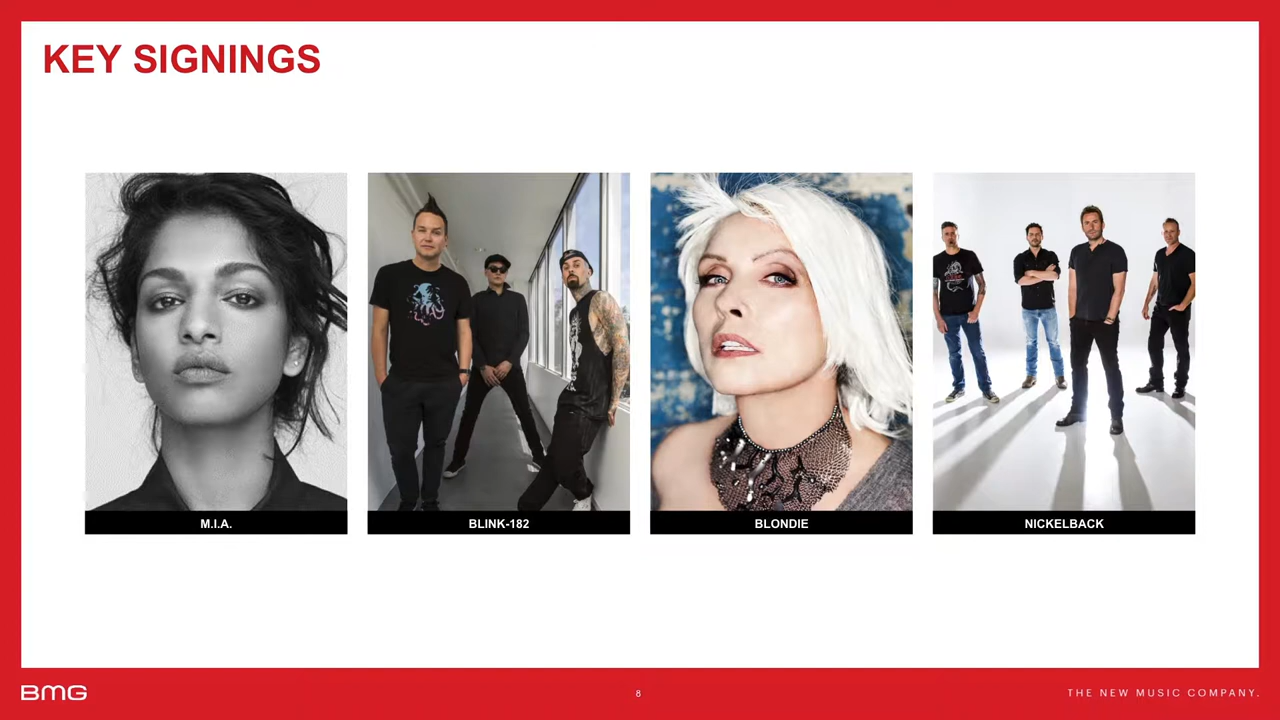 KEY SIGNINGS
M.I.A.
BLINK-182
BLONDIE
NICKELBACK
BMG
8
THE NEW MUSIC COMPANY.